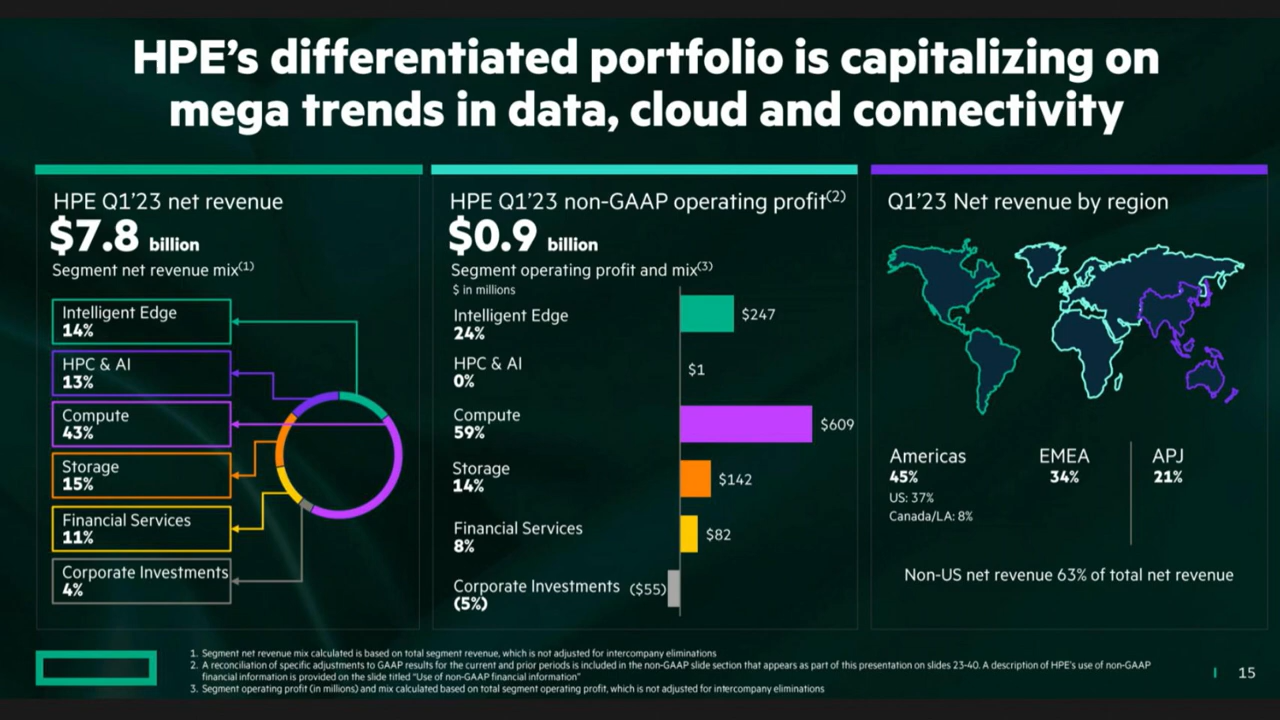 HPE’s differentiated portfolio is capitalizing on
mega trends in data, cloud and connectivity
HPE Q1’23 net revenue
$7.8 billion
Segment net revenue mix(1)
Intelligent Edge
14%
HPC & AI
13%
Compute
43%
Storage
15%
Financial Services
11%
Corporate Investments
4%
HPE Q1’23 non-GAAP operating profit(2)
$0.9 billion
Segment operating profit and mix(3)
$ in millions
Intelligent Edge
24%
$247
HPC & AI
0%
$1
Compute
59%
$609
Storage
14%
$142
Financial Services
8%
$82
Corporate Investments
(5%)
($55)
Q1’23 Net revenue by region
Americas
45%
US: 37%
Canada/LA: 8%
EMEA
34%
APJ
21%
Non-US net revenue 63% of total net revenue
1. Segment net revenue mix calculated is based on total segment revenue, which is not adjusted for intercompany eliminations
2. A reconciliation of specific adjustments to GAAP results for the current and prior periods is included in the non-GAAP slide section that appears as part of this presentation on slides 23-40. A description of HPE’s use of non-GAAP
financial information is provided on the slide titled “Use of non-GAAP financial information”
3. Segment operating profit (in millions) and mix calculated based on total segment operating profit, which is not adjusted for intercompany eliminations
15